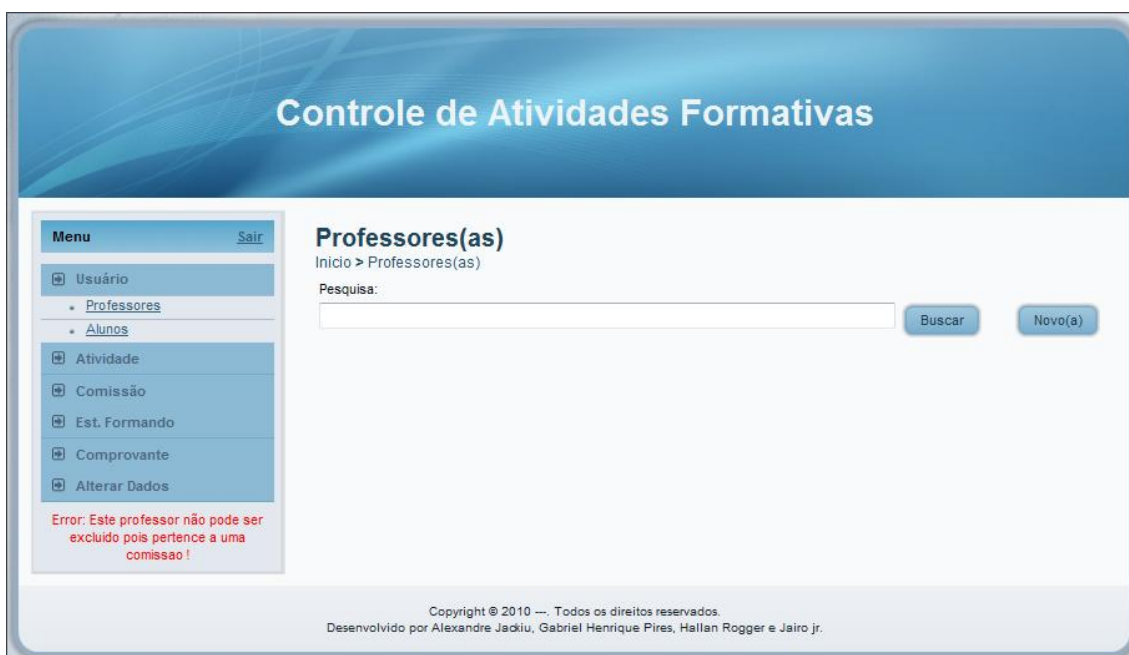 Controle de Atividades Formativas
Menu Sair
Usuário
Professores
Alunos
Atividade
Comissão
Est. Formando
Comprovante
Alterar Dados
Error: Este professor não pode ser
excluido pois pertence a uma
comissao !
Professores(as)
Inicio > Professores(as)
Pesquisa:
Buscar Novo(a)
Copyright © 2010 ---. Todos os direitos reservados.
Desenvolvido por Alexandre Jackiu, Gabriel Henrique Pires, Hallan Rogger e Jairo jr.